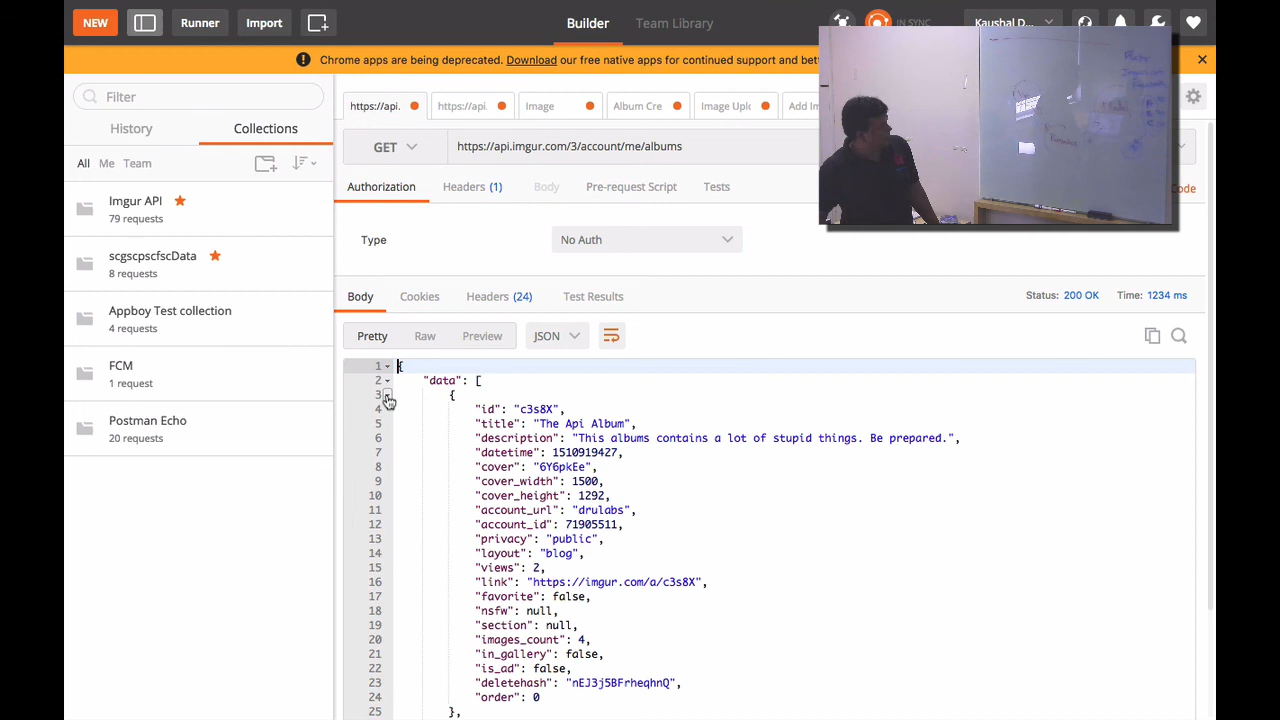 NEW
Runner
Import
Builder
Team Library
IN SYNC
Kaushal D...
Chrome apps are being deprecated. Download our free native apps for continued support and bett
Filter
History
Collections
All Me Team
Imgur API
79 requests
scgscpscfscData
8 requests
Appboy Test collection
4 requests
FCM
1 request
Postman Echo
20 requests
https://api.
https://api.
Image
Album Cre
Image Uplo
Add Im
GET
https://api.imgur.com/3/account/me/albums
Authorization
Headers (1)
Body
Pre-request Script
Tests
Code
Type
No Auth
Body
Cookies
Headers (24)
Test Results
Status: 200 OK
Time: 1234 ms
Pretty
Raw
Preview
JSON
1 {
2 "data": [
3 {
4 "id": "c3s8X",
5 "title": "The Api Album",
6 "description": "This albums contains a lot of stupid things. Be prepared.",
7 "datetime": 1510919427,
8 "cover": "6Y6pkEe",
9 "cover_width": 1500,
10 "cover_height": 1292,
11 "account_url": "drulabs",
12 "account_id": 71905511,
13 "privacy": "public",
14 "layout": "blog",
15 "views": 2,
16 "link": "https://imgur.com/a/c3s8X",
17 "favorite": false,
18 "nsfw": null,
19 "section": null,
20 "images_count": 4,
21 "in_gallery": false,
22 "is_ad": false,
23 "deletehash": "nEJ3j5BFrheqhnQ",
24 "order": 0
25 },